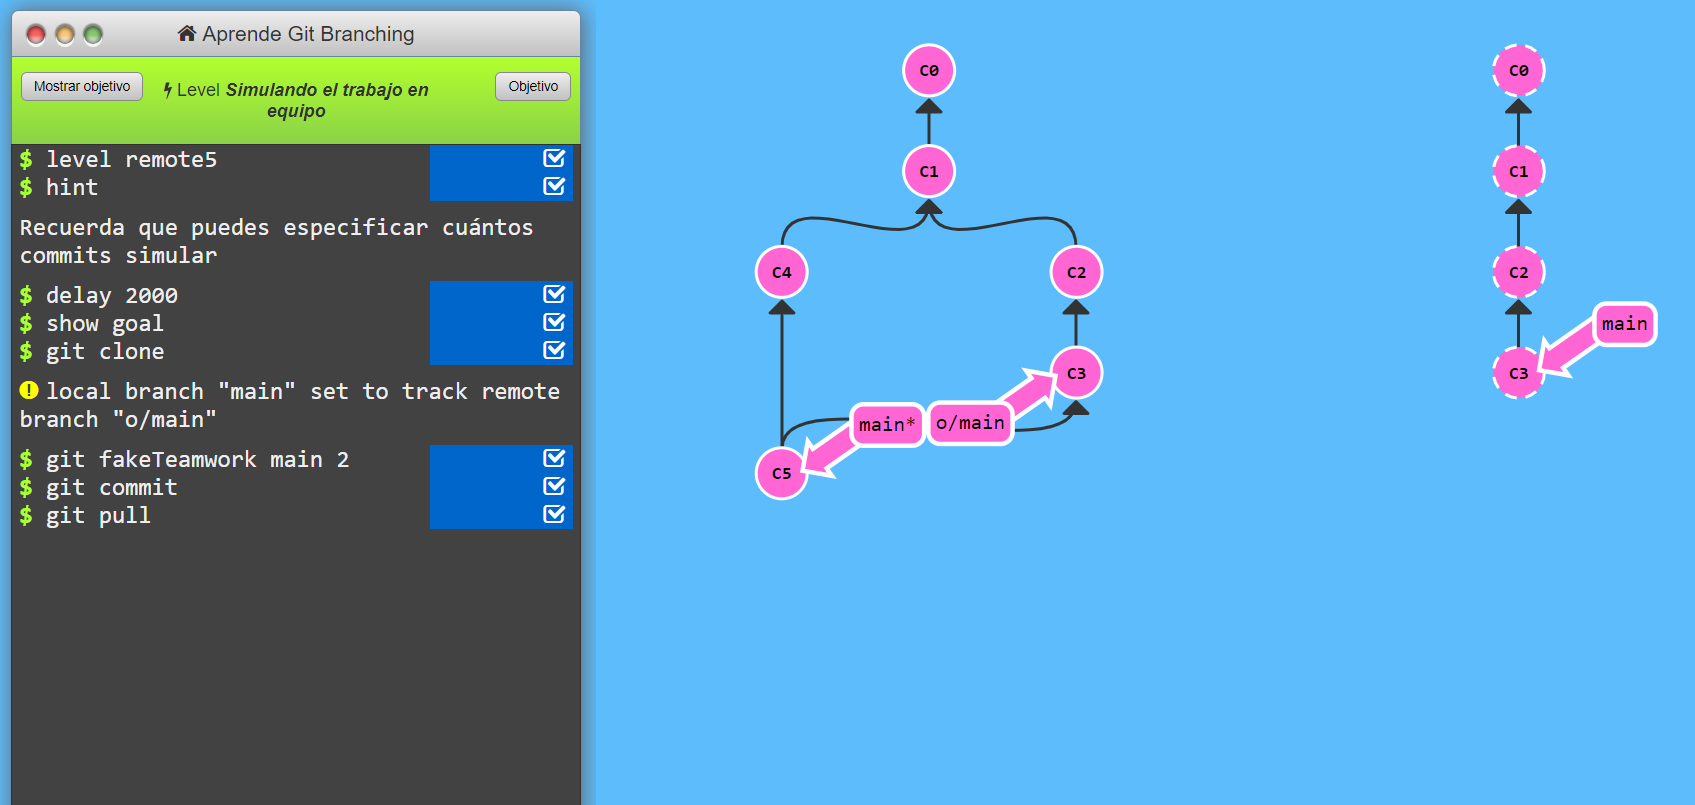 Aprende Git Branching
Mostrar objetivo
Level Simulando el trabajo en
equipo
Objetivo
$ level remote5
$ hint
Recuerda que puedes especificar cuántos
commits simular
$ delay 2000
$ show goal
$ git clone
local branch "main" set to track remote
branch "o/main"
$ git fakeTeamwork main 2
$ git commit
$ git pull
C0
C1
C4
C2
C3
main*
o/main
C5
C0
C1
C2
main
C3